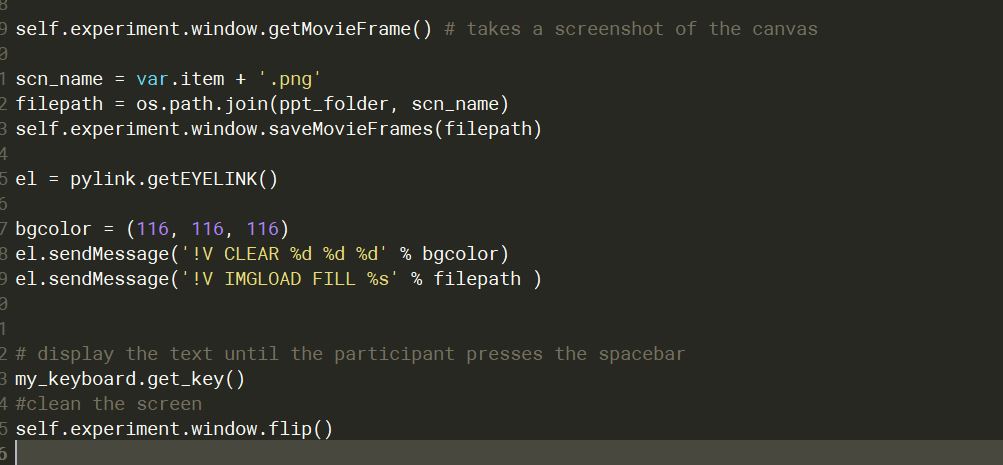 8
9 self.experiment.window.getMovieFrame() # takes a screenshot of the canvas
0
1 scn_name = var.item + '.png'
2 filepath = os.path.join(ppt_folder, scn_name)
3 self.experiment.window.saveMovieFrames(filepath)
4
5 el = pylink.getEYELINK()
6
7 bgcolor = (116, 116, 116)
8 el.sendMessage('!V CLEAR %d %d %d' % bgcolor)
9 el.sendMessage('!V IMGLOAD FILL %s' % filepath )
0
1
2 # display the text until the participant presses the spacebar
3 my_keyboard.get_key()
4 #clean the screen
5 self.experiment.window.flip()
6